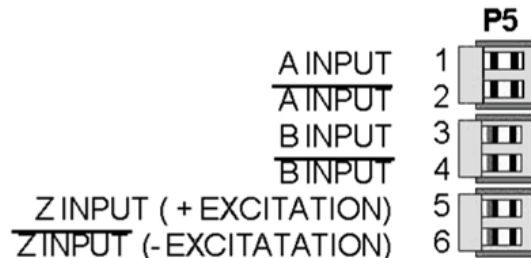 P5
A INPUT 1
A INPUT 2
B INPUT 3
B INPUT 4
Z INPUT ( + EXCITATION) 5
Z INPUT (- EXCITATATION) 6